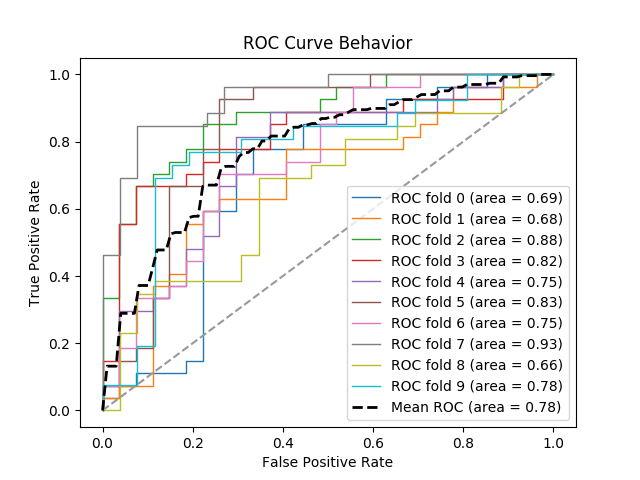 ROC Curve Behavior
True Positive Rate
1.0
0.8
0.6
0.4
0.2
0.0
0.0 0.2 0.4 0.6 0.8 1.0
False Positive Rate
ROC fold 0 (area = 0.69)
ROC fold 1 (area = 0.68)
ROC fold 2 (area = 0.88)
ROC fold 3 (area = 0.82)
ROC fold 4 (area = 0.75)
ROC fold 5 (area = 0.83)
ROC fold 6 (area = 0.75)
ROC fold 7 (area = 0.93)
ROC fold 8 (area = 0.66)
ROC fold 9 (area = 0.78)
Mean ROC (area = 0.78)